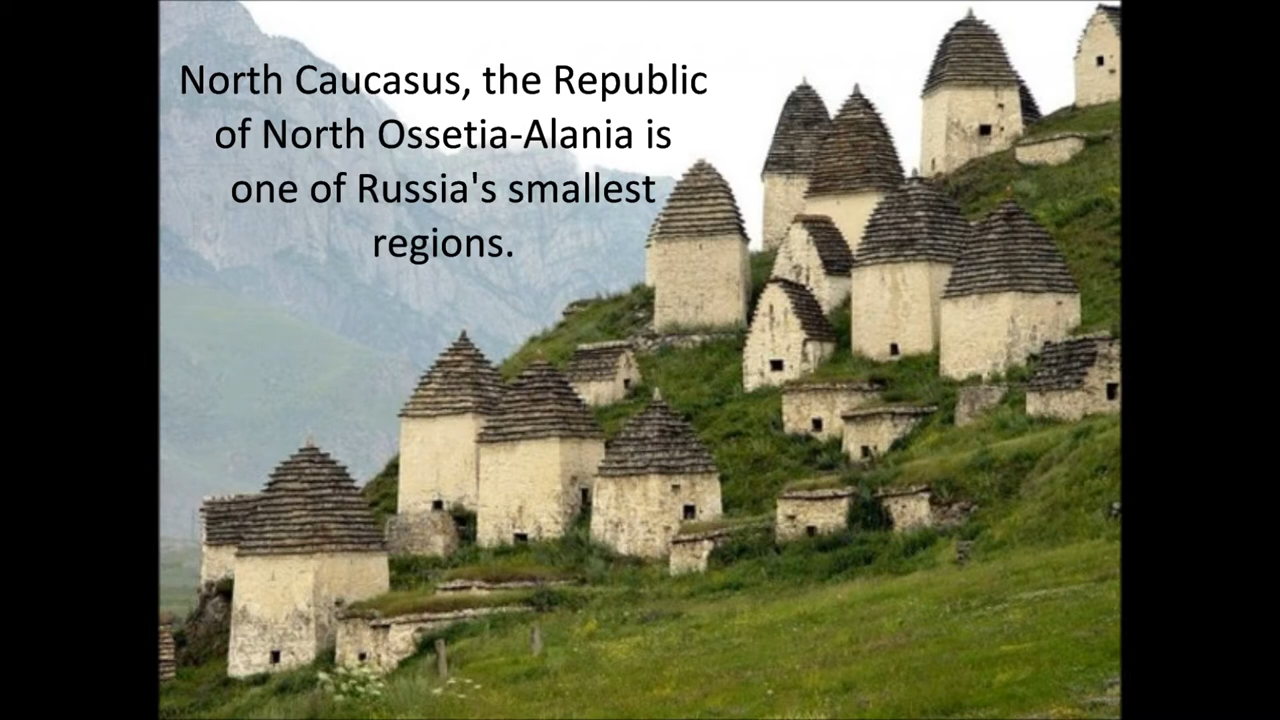 North Caucasus, the Republic
of North Ossetia-Alania is
one of Russia's smallest
regions.